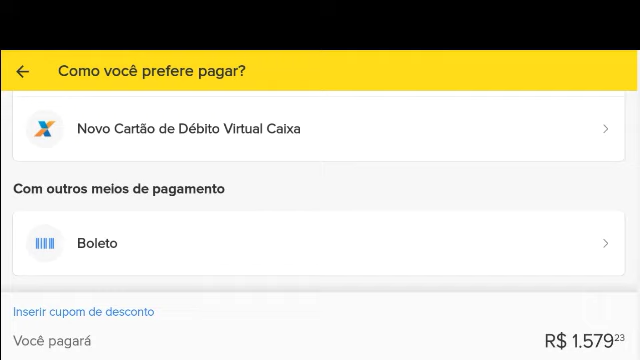 Como você prefere pagar?
Novo Cartão de Débito Virtual Caixa
Com outros meios de pagamento
Boleto
Inserir cupom de desconto
Você pagará R$ 1.579²³